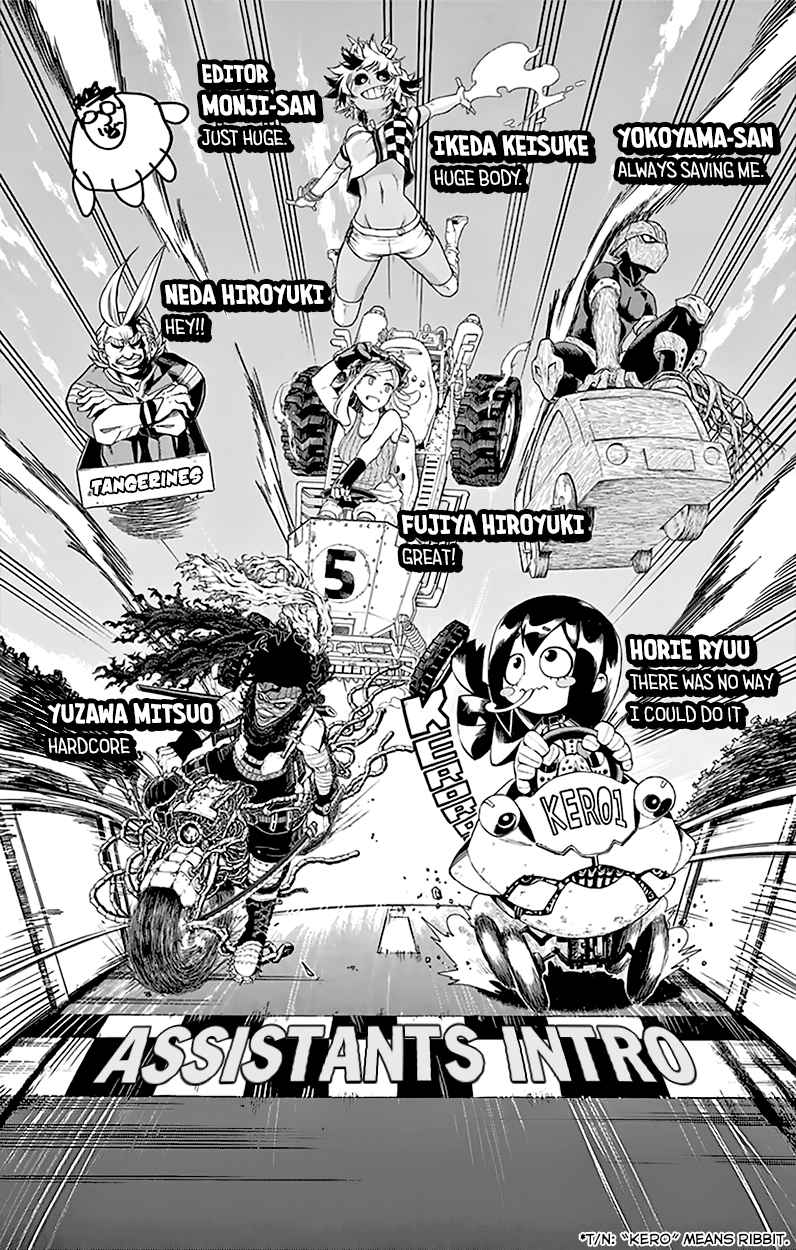 EDITOR
MONJI-SAN
JUST HUGE.
IKEDA KEISUKE
HUGE BODY.
YOKOYAMA-SAN
ALWAYS SAVING ME.
NEDA HIROYUKI
HEY!!
TANGERINES
FUJIYA HIROYUKI
GREAT!
5
HORIE RYUU
THERE WAS NO WAY
I COULD DO IT
YUZAWA MITSUO
HARDCORE
KER01
ASSISTANTS INTRO
*T/N: "KERO" MEANS RIBBIT.